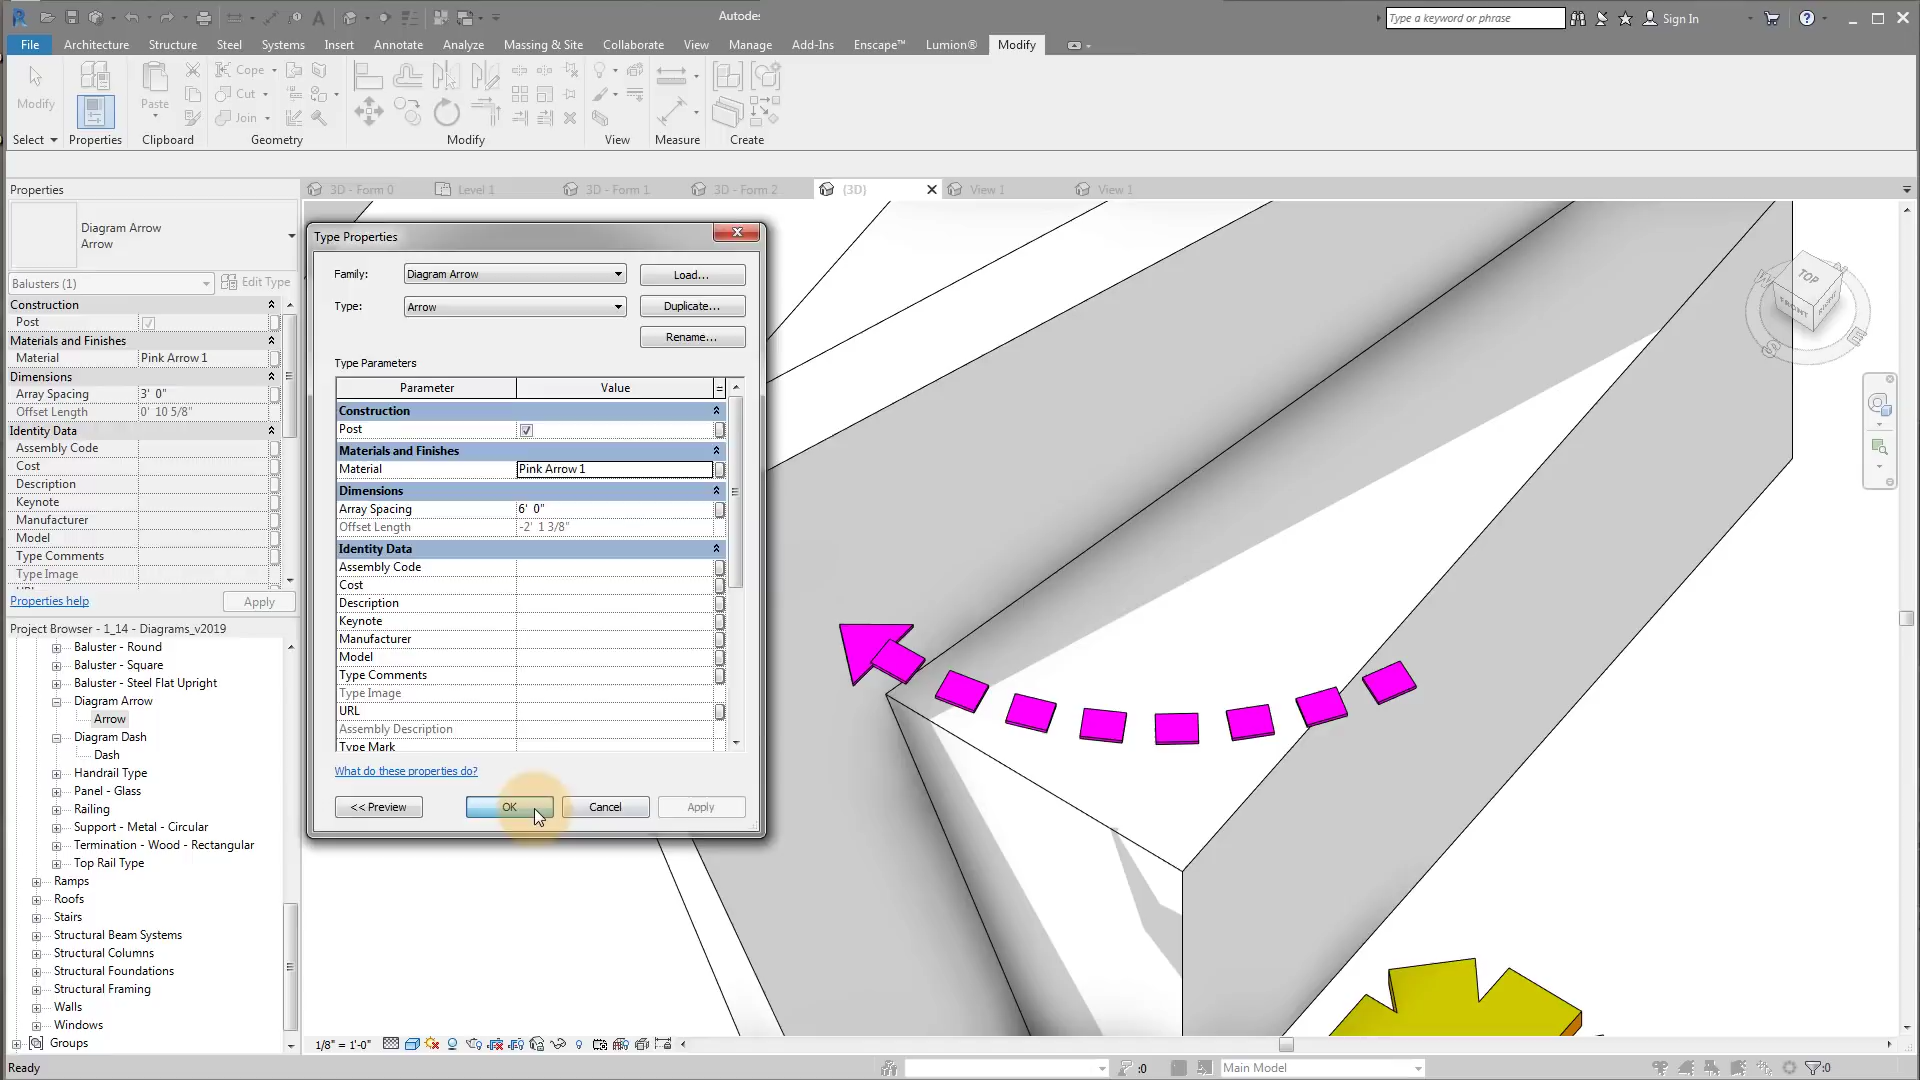 Autodes
Type a keyword or phrase
Sign In
File Architecture Structure Steel Systems Insert Annotate Analyze Massing & Site Collaborate View Manage Add-Ins Enscape™ Lumion® Modify
Modify
Paste
Cope
Cut
Join
Select Properties Clipboard Geometry Modify View Measure Create
Properties
3D - Form 0
Level 1
3D - Form 1
3D - Form 2
(3D)
View 1
View 1
Diagram Arrow
Arrow
Balusters (1)
Edit Type
Construction
Post
Materials and Finishes
Material Pink Arrow 1
Dimensions
Array Spacing 3' 0"
Offset Length 0' 10 5/8"
Identity Data
Assembly Code
Cost
Description
Keynote
Manufacturer
Model
Type Comments
Type Image
Properties help
Apply
Project Browser - 1_14 - Diagrams_v2019
Baluster - Round
Baluster - Square
Baluster - Steel Flat Upright
Diagram Arrow
Arrow
Diagram Dash
Dash
Handrail Type
Panel - Glass
Railing
Support - Metal - Circular
Termination - Wood - Rectangular
Top Rail Type
Ramps
Roofs
Stairs
Structural Beam Systems
Structural Columns
Structural Foundations
Structural Framing
Walls
Windows
Groups
Type Properties
Family: Diagram Arrow Load...
Type: Arrow Duplicate...
Rename...
Type Parameters
Parameter Value =
Construction
Post
Materials and Finishes
Material Pink Arrow 1
Dimensions
Array Spacing 6' 0"
Offset Length -2' 1 3/8"
Identity Data
Assembly Code
Cost
Description
Keynote
Manufacturer
Model
Type Comments
Type Image
URL
Assembly Description
Type Mark
What do these properties do?
<< Preview OK Cancel Apply
TOP
FRONT
W
S
E
1/8" = 1'-0"
Ready
:0
Main Model
:0